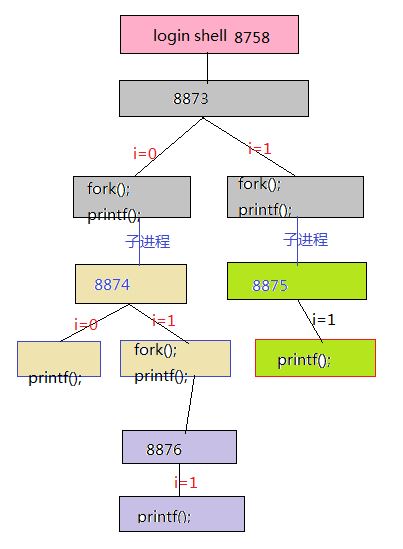 login shell 8758
8873
i=0
i=1
fork();
printf();
fork();
printf();
子进程
子进程
8874
8875
i=0
i=1
i=1
printf();
fork();
printf();
printf();
8876
i=1
printf();